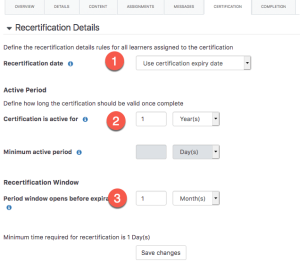 OVERVIEW DETAILS CONTENT ASSIGNMENTS MESSAGES CERTIFICATION COMPLETION
Recertification Details
Define the recertification details rules for all learners assigned to the certification
Recertification date 1 Use certification expiry date
Active Period
Define how long the certification should be valid once complete
Certification is active for 2 1 Year(s)
Minimum active period Day(s)
Recertification Window
Period window opens before expira 3 1 Month(s)
Minimum time required for recertification is 1 Day(s)
Save changes